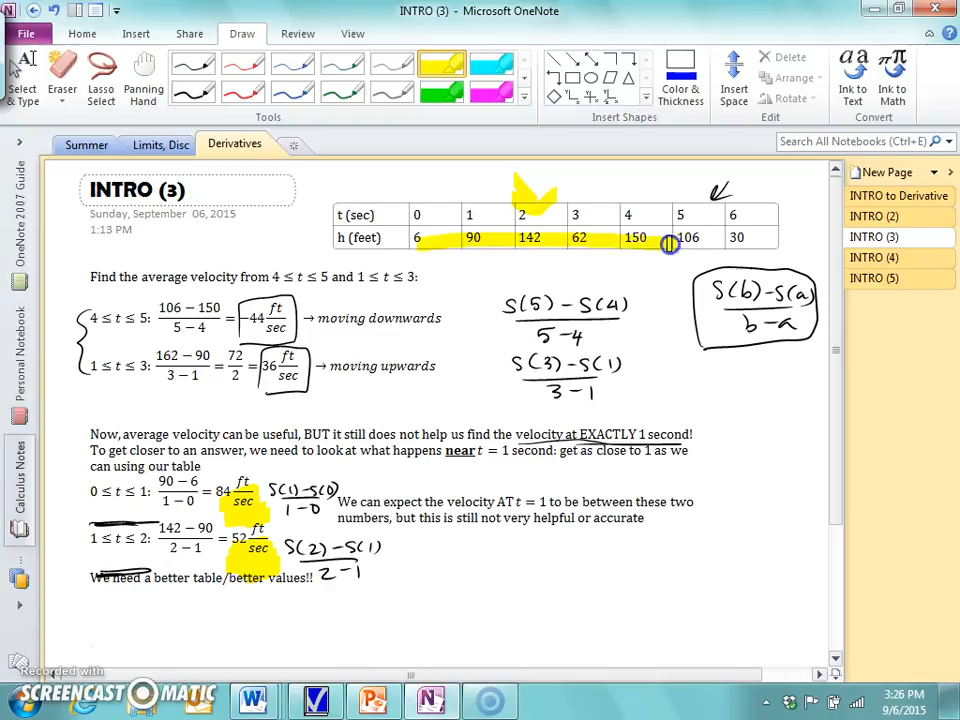 INTRO (3) - Microsoft OneNote
File Home Insert Share Draw Review View
Select & Type
Eraser
Lasso Select
Panning Hand
Color & Thickness
Insert Space
Delete
Arrange
Rotate
Ink to Text
Ink to Math
Tools Insert Shapes Edit Convert
Summer Limits, Disc Derivatives
Search All Notebooks (Ctrl+E)
OneNote 2007 Guide
Personal Notebook
Calculus Notes
New Page
INTRO to Derivative
INTRO (2)
INTRO (3)
INTRO (4)
INTRO (5)
INTRO (3)
Sunday, September 06, 2015
1:13 PM
t (sec) 0 1 2 3 4 5 6
h (feet) 6 90 142 62 150 106 30
Find the average velocity from 4 ≤ t ≤ 5 and 1 ≤ t ≤ 3:
4 ≤ t ≤ 5: 106 − 150 / 5 − 4 = −44 ft/sec → moving downwards
1 ≤ t ≤ 3: 162 − 90 / 3 − 1 = 72/2 = 36 ft/sec → moving upwards
S(5) - S(4) / 5 - 4
S(3) - S(1) / 3 - 1
S(b) - S(a) / b - a
Now, average velocity can be useful, BUT it still does not help us find the velocity at EXACTLY 1 second!
To get closer to an answer, we need to look at what happens near t = 1 second: get as close to 1 as we
can using our table
0 ≤ t ≤ 1: 90 − 6 / 1 − 0 = 84 ft/sec S(1) - S(0) / 1 - 0
We can expect the velocity AT t = 1 to be between these two
numbers, but this is still not very helpful or accurate
1 ≤ t ≤ 2: 142 − 90 / 2 − 1 = 52 ft/sec S(2) - S(1) / 2 - 1
We need a better table/better values!!
Recorded with
SCREENCAST MATIC
3:26 PM
9/6/2015